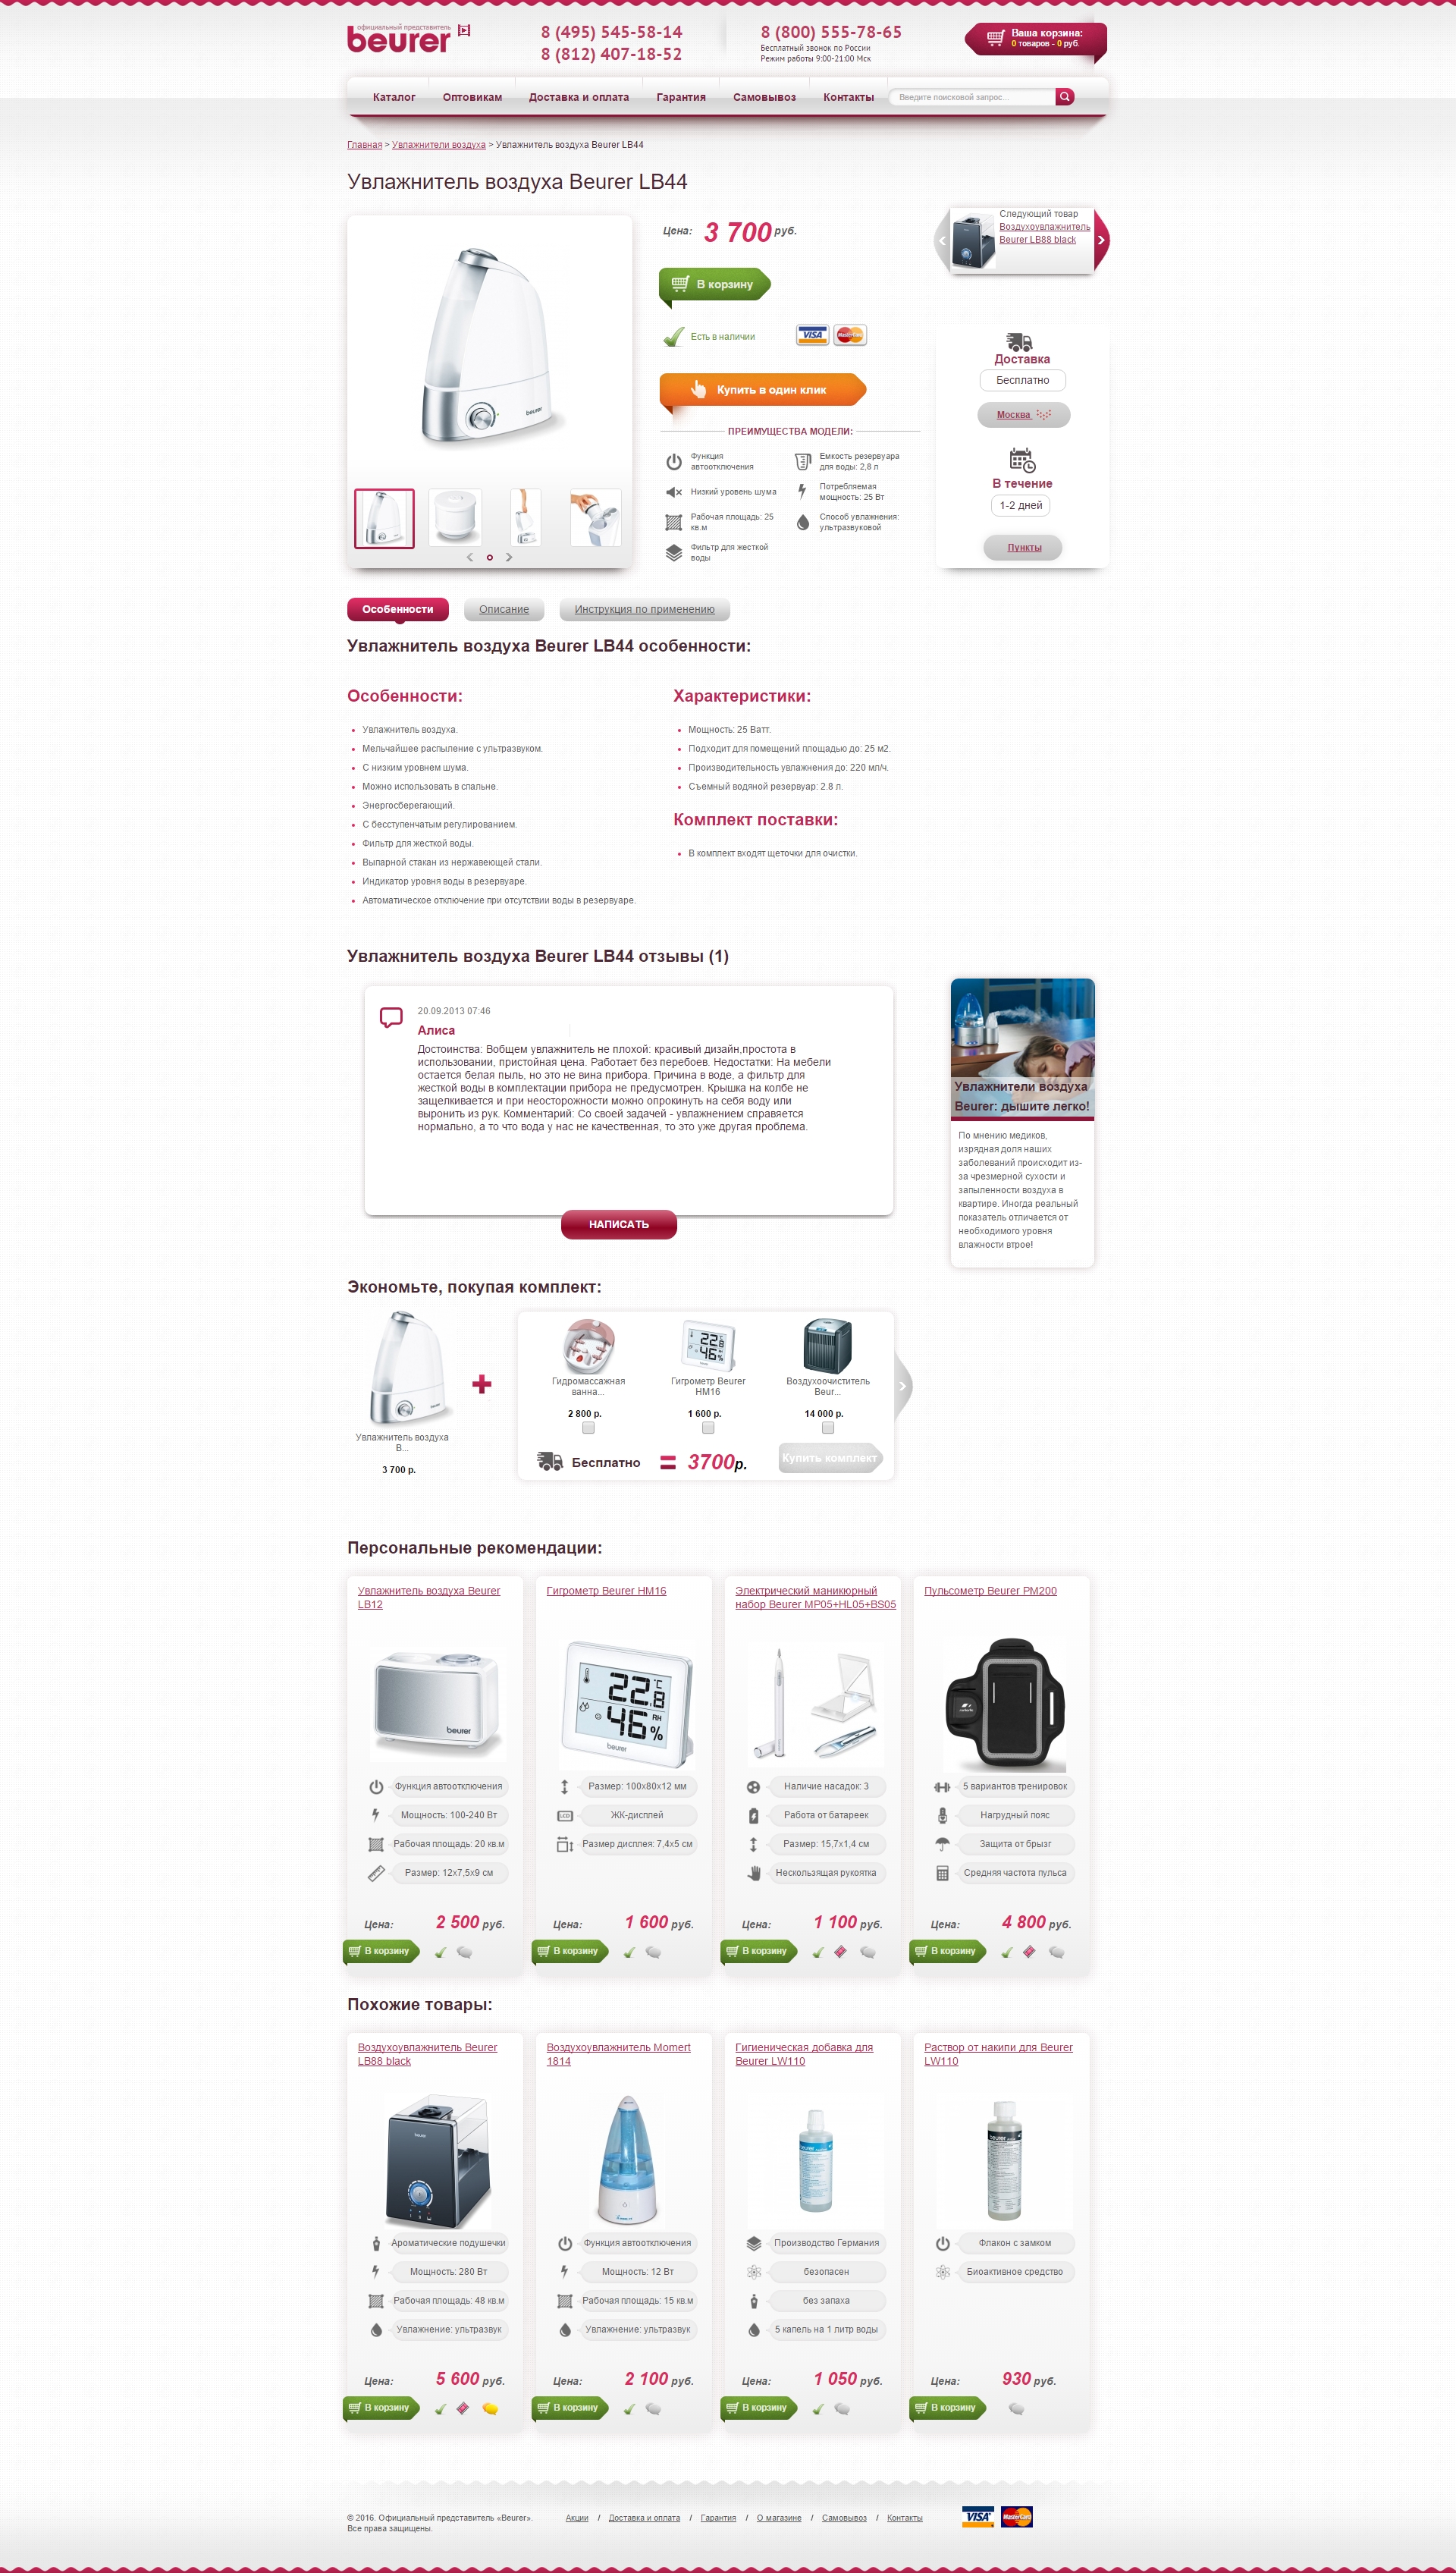 официальный представитель
beurer
8 (495) 545-58-14
8 (812) 407-18-52
8 (800) 555-78-65
Бесплатный звонок по России
Режим работы 9:00-21:00 Мск
Ваша корзина:
0 товаров - 0 руб.
Каталог
Оптовикам
Доставка и оплата
Гарантия
Самовывоз
Контакты
Введите поисковой запрос...
Главная > Увлажнители воздуха > Увлажнитель воздуха Beurer LB44
Увлажнитель воздуха Beurer LB44
beurer
Цена: 3 700 руб.
В корзину
Есть в наличии
VISA
MasterCard
Купить в один клик
ПРЕИМУЩЕСТВА МОДЕЛИ:
Функция
автоотключения
Емкость резервуара
для воды: 2,8 л
Низкий уровень шума
Потребляемая
мощность: 25 Вт
Рабочая площадь: 25
кв.м
Способ увлажнения:
ультразвуковой
Фильтр для жесткой
воды
Следующий товар
Воздухоувлажнитель
Beurer LB88 black
Доставка
Бесплатно
Москва
В течение
1-2 дней
Пункты
Особенности
Описание
Инструкция по применению
Увлажнитель воздуха Beurer LB44 особенности:
Особенности:
Увлажнитель воздуха.
Мельчайшее распыление с ультразвуком.
С низким уровнем шума.
Можно использовать в спальне.
Энергосберегающий.
С бесступенчатым регулированием.
Фильтр для жесткой воды.
Выпарной стакан из нержавеющей стали.
Индикатор уровня воды в резервуаре.
Автоматическое отключение при отсутствии воды в резервуаре.
Характеристики:
Мощность: 25 Ватт.
Подходит для помещений площадью до: 25 м2.
Производительность увлажнения до: 220 мл/ч.
Съемный водяной резервуар: 2.8 л.
Комплект поставки:
В комплект входят щеточки для очистки.
Увлажнитель воздуха Beurer LB44 отзывы (1)
20.09.2013 07:46
Алиса
Достоинства: Вобщем увлажнитель не плохой: красивый дизайн,простота в
использовании, пристойная цена. Работает без перебоев. Недостатки: На мебели
остается белая пыль, но это не вина прибора. Причина в воде, а фильтр для
жесткой воды в комплектации прибора не предусмотрен. Крышка на колбе не
защелкивается и при неосторожности можно опрокинуть на себя воду или
выронить из рук. Комментарий: Со своей задачей - увлажнением справяется
нормально, а то что вода у нас не качественная, то это уже другая проблема.
НАПИСАТЬ
Увлажнители воздуха
Beurer: дышите легко!
По мнению медиков,
изрядная доля наших
заболеваний происходит из-
за чрезмерной сухости и
запыленности воздуха в
квартире. Иногда реальный
показатель отличается от
необходимого уровня
влажности втрое!
Экономьте, покупая комплект:
Увлажнитель воздуха
B...
3 700 р.
Гидромассажная
ванна...
2 800 р.
Гигрометр Beurer
HM16
1 600 р.
Воздухоочиститель
Beur...
14 000 р.
Бесплатно
3700р.
Купить комплект
Персональные рекомендации:
Увлажнитель воздуха Beurer
LB12
beurer
Функция автоотключения
Мощность: 100-240 Вт
Рабочая площадь: 20 кв.м
Размер: 12x7,5x9 см
Цена: 2 500 руб.
В корзину
Гигрометр Beurer HM16
22,8 °C
46 % RH
beurer
Размер: 100x80x12 мм
LCD
ЖК-дисплей
Размер дисплея: 7,4x5 см
Цена: 1 600 руб.
В корзину
Электрический маникюрный
набор Beurer MP05+HL05+BS05
Наличие насадок: 3
Работа от батареек
Размер: 15,7x1,4 см
Нескользящая рукоятка
Цена: 1 100 руб.
В корзину
Пульсометр Beurer PM200
5 вариантов тренировок
Нагрудный пояс
Защита от брызг
Средняя частота пульса
Цена: 4 800 руб.
В корзину
Похожие товары:
Воздухоувлажнитель Beurer
LB88 black
beurer
Ароматические подушечки
Мощность: 280 Вт
Рабочая площадь: 48 кв.м
Увлажнение: ультразвук
Цена: 5 600 руб.
В корзину
Воздухоувлажнитель Momert
1814
Функция автоотключения
Мощность: 12 Вт
Рабочая площадь: 15 кв.м
Увлажнение: ультразвук
Цена: 2 100 руб.
В корзину
Гигиеническая добавка для
Beurer LW110
beurer
Производство Германия
безопасен
без запаха
5 капель на 1 литр воды
Цена: 1 050 руб.
В корзину
Раствор от накипи для Beurer
LW110
beurer
Флакон с замком
Биоактивное средство
Цена: 930 руб.
В корзину
© 2016. Официальный представитель «Beurer».
Все права защищены.
Акции / Доставка и оплата / Гарантия / О магазине / Самовывоз / Контакты
VISA
MasterCard